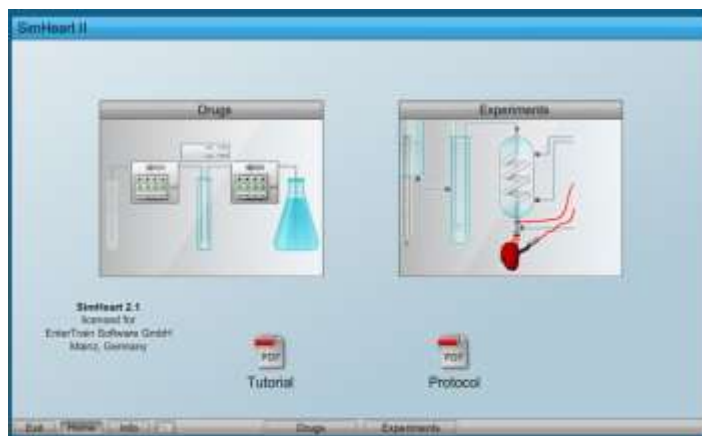 SimHeart II
Drugs
Experiments
SimHeart 2.1
licensed for
EnterTrain Software GmbH
Mainz, Germany
PDF
PDF
Tutorial
Protocol
Exit
Home
Info
Drugs
Experiments